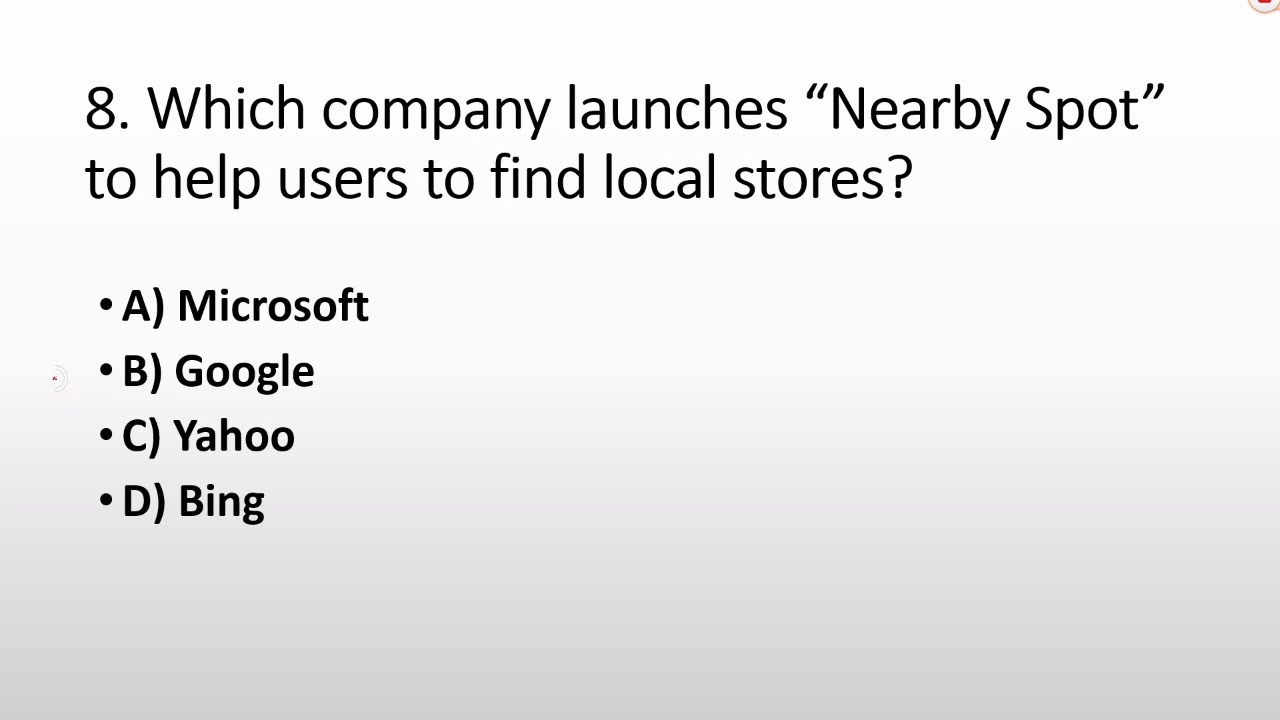 8. Which company launches “Nearby Spot”
to help users to find local stores?
• A) Microsoft
• B) Google
• C) Yahoo
• D) Bing